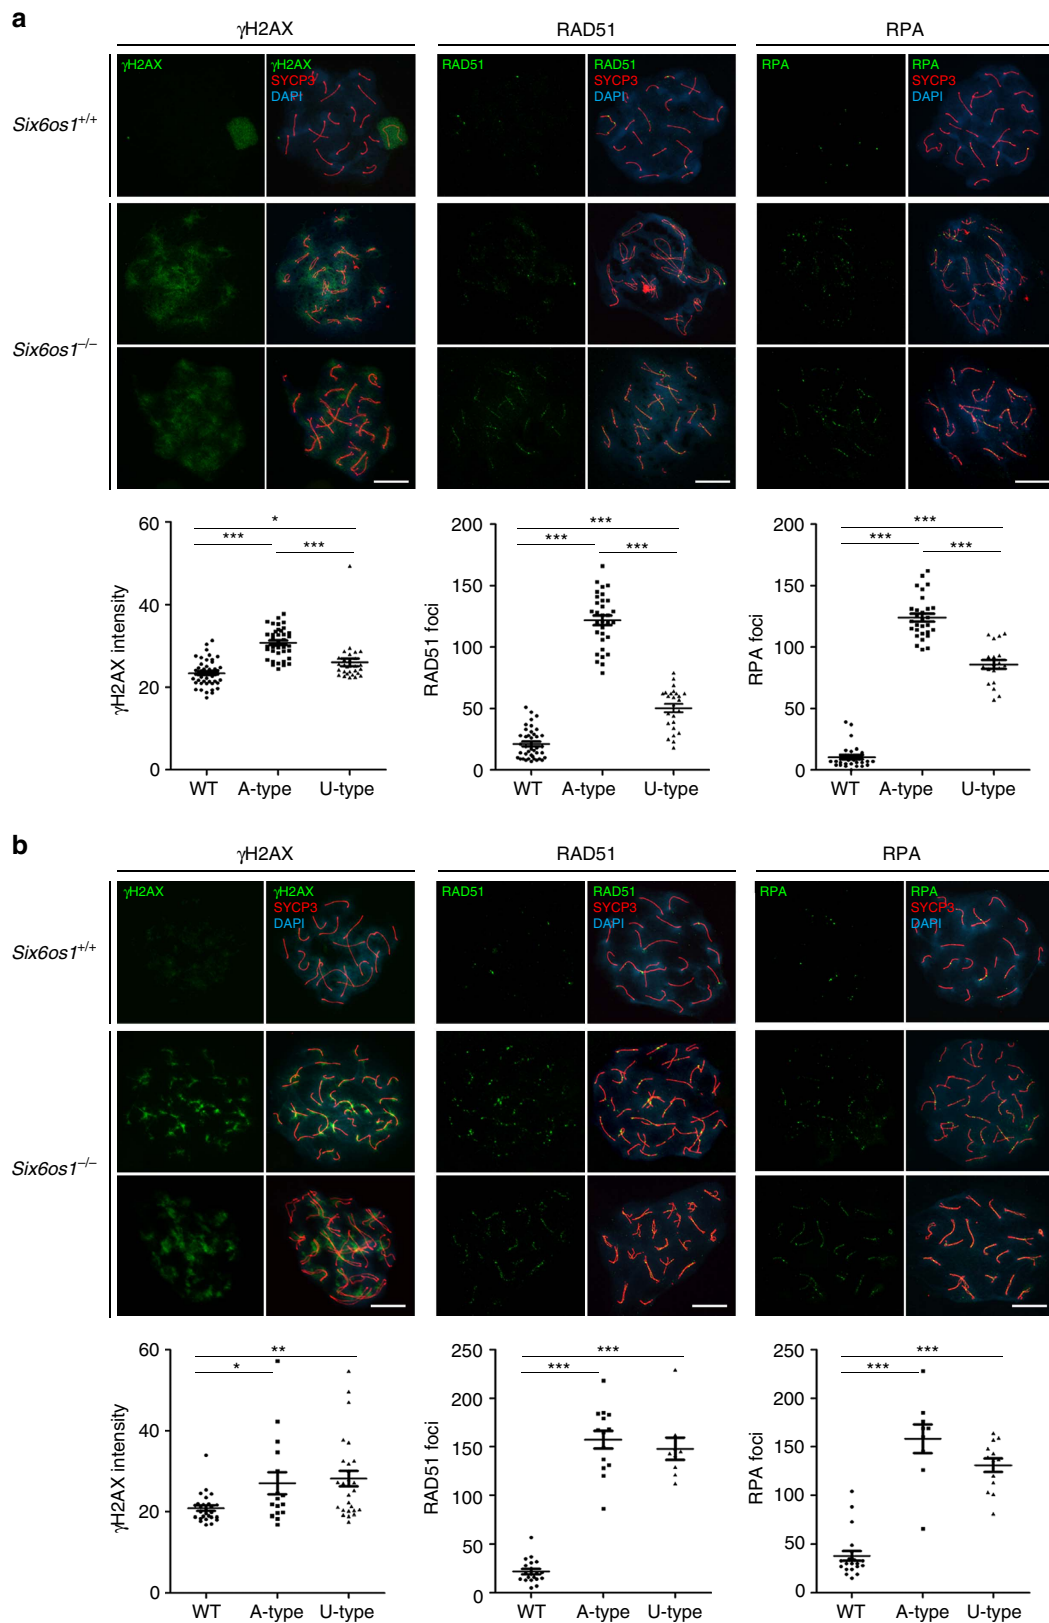 a
γH2AX RAD51 RPA
γH2AX γH2AX RAD51 RAD51 RPA RPA
SYCP3 SYCP3 SYCP3
DAPI DAPI DAPI
Six6os1+/+
Six6os1−/−
60 200 200
* *** ***
*** *** *** *** *** ***
40 150 150
100 100
20 50 50
0 0 0
γH2AX intensity RAD51 foci RPA foci
WT A-type U-type WT A-type U-type WT A-type U-type
b
γH2AX RAD51 RPA
γH2AX γH2AX RAD51 RAD51 RPA RPA
SYCP3 SYCP3 SYCP3
DAPI DAPI DAPI
Six6os1+/+
Six6os1−/−
60 250 250
** *** ***
* *** ***
40 200 200
150 150
20 100 100
50 50
0 0 0
γH2AX intensity RAD51 foci RPA foci
WT A-type U-type WT A-type U-type WT A-type U-type